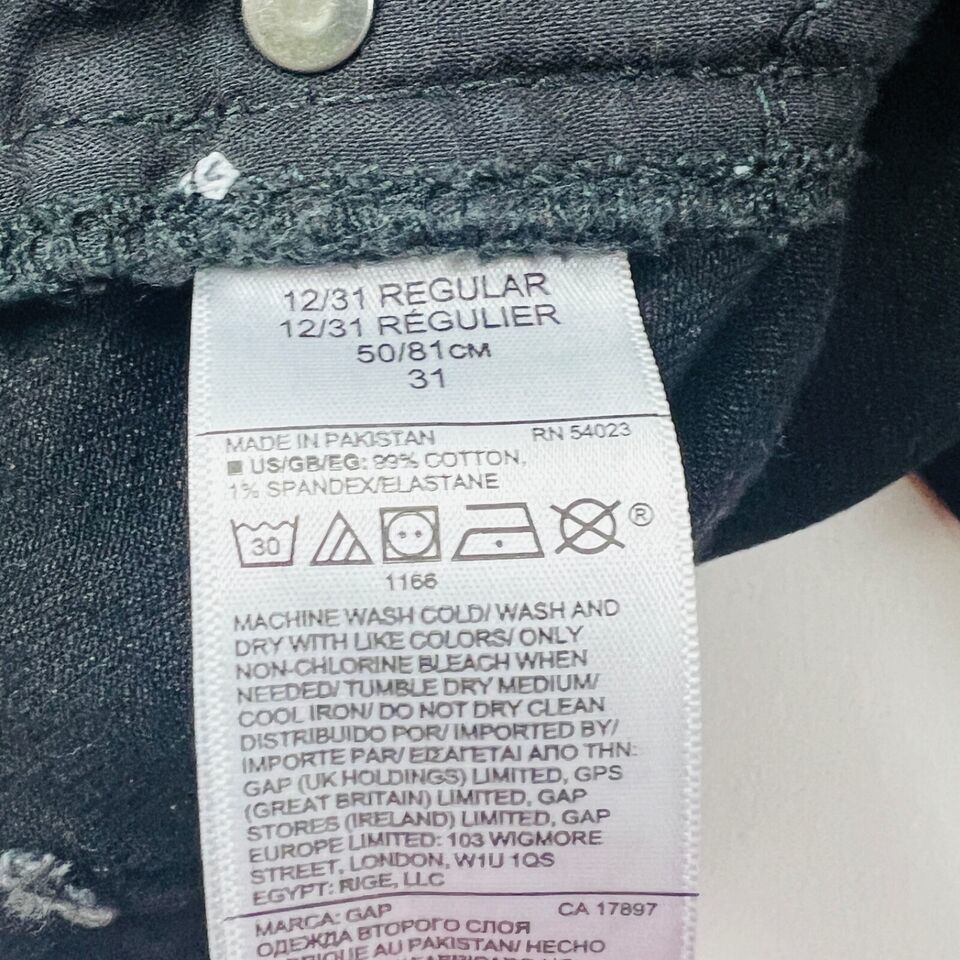 12/31 REGULAR
12/31 RÉGULIER
50/81CM
31
MADE IN PAKISTAN RN 54023
US/GB/EG: 99% COTTON,
1% SPANDEX/ELASTANE
30 ®
1166
MACHINE WASH COLD/ WASH AND
DRY WITH LIKE COLORS/ ONLY
NON-CHLORINE BLEACH WHEN
NEEDED/ TUMBLE DRY MEDIUM/
COOL IRON/ DO NOT DRY CLEAN
DISTRIBUIDO POR/ IMPORTED BY/
IMPORTE PAR/ ΕΙΣΑΓΕΤΑΙ ΑΠΟ ΤΗΝ:
GAP (UK HOLDINGS) LIMITED, GPS
(GREAT BRITAIN) LIMITED, GAP
STORES (IRELAND) LIMITED, GAP
EUROPE LIMITED: 103 WIGMORE
STREET, LONDON, W1U 1QS
EGYPT: RIGE, LLC
MARCA: GAP CA 17897
ОДЕЖДА ВТОРОГО СЛОЯ
AU PAKISTAN/ HECHO